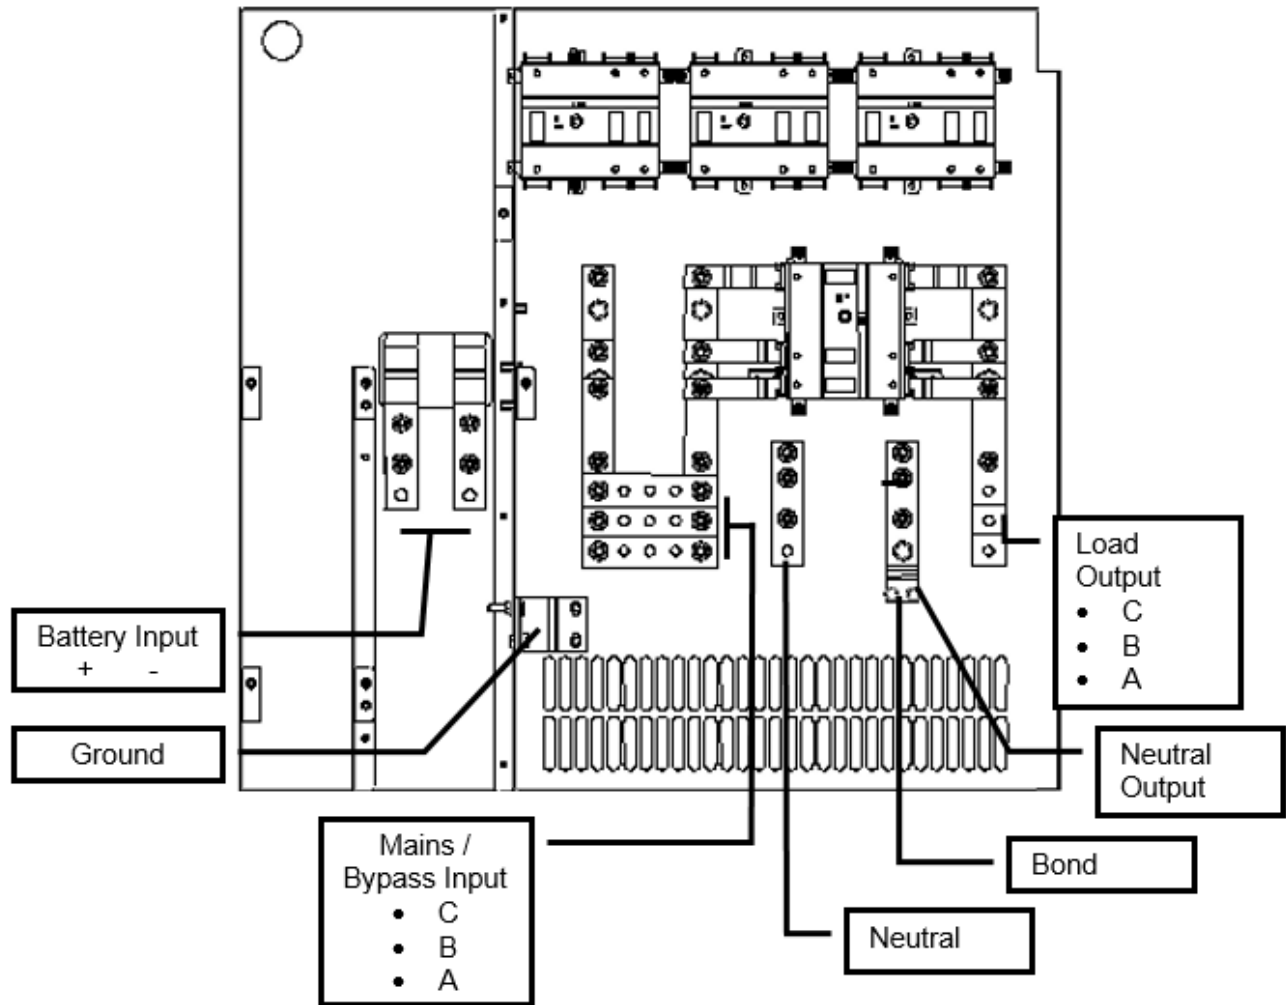 Battery Input
+ -
Ground
Mains /
Bypass Input
• C
• B
• A
Neutral
Bond
Neutral
Output
Load
Output
• C
• B
• A